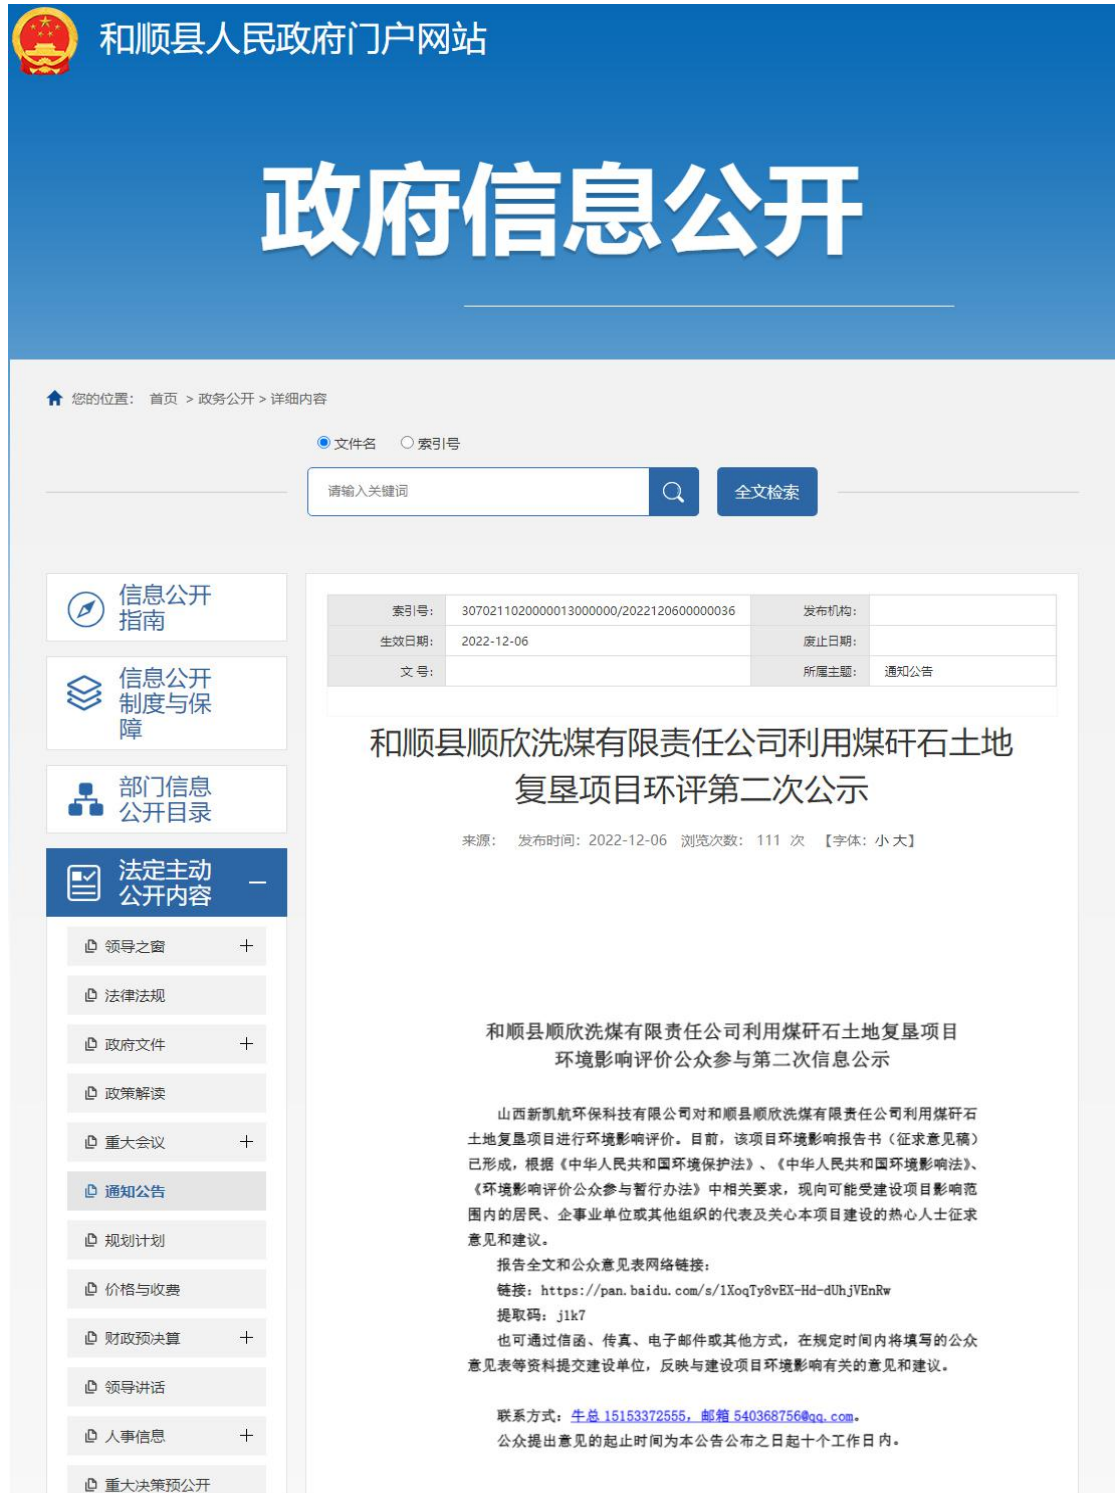 和顺县人民政府门户网站
政府信息公开
您的位置： 首页 > 政务公开 > 详细内容
文件名 索引号
请输入关键词 全文检索
信息公开
指南
信息公开
制度与保
障
部门信息
公开目录
法定主动
公开内容
领导之窗
法律法规
政府文件
政策解读
重大会议
通知公告
规划计划
价格与收费
财政预决算
领导讲话
人事信息
重大决策预公开
索引号： 3070211020000013000000/2022120600000036 发布机构：
生效日期： 2022-12-06 废止日期：
文 号： 所属主题： 通知公告
和顺县顺欣洗煤有限责任公司利用煤矸石土地
复垦项目环评第二次公示
来源： 发布时间：2022-12-06 浏览次数： 111 次 【字体：小 大】
和顺县顺欣洗煤有限责任公司利用煤矸石土地复垦项目
环境影响评价公众参与第二次信息公示
山西新凯航环保科技有限公司对和顺县顺欣洗煤有限责任公司利用煤矸石
土地复垦项目进行环境影响评价。目前，该项目环境影响报告书（征求意见稿）
已形成，根据《中华人民共和国环境保护法》、《中华人民共和国环境影响法》、
《环境影响评价公众参与暂行办法》中相关要求，现向可能受建设项目影响范
围内的居民、企事业单位或其他组织的代表及关心本项目建设的热心人士征求
意见和建议。
报告全文和公众意见表网络链接：
链接：https://pan.baidu.com/s/1XoqTy8vEX-Hd-dUhjVEnRw
提取码：j1k7
也可通过信函、传真、电子邮件或其他方式，在规定时间内将填写的公众
意见表等资料提交建设单位，反映与建设项目环境影响有关的意见和建议。
联系方式：牛总 15153372555，邮箱 540368756@qq.com。
公众提出意见的起止时间为本公告公布之日起十个工作日内。